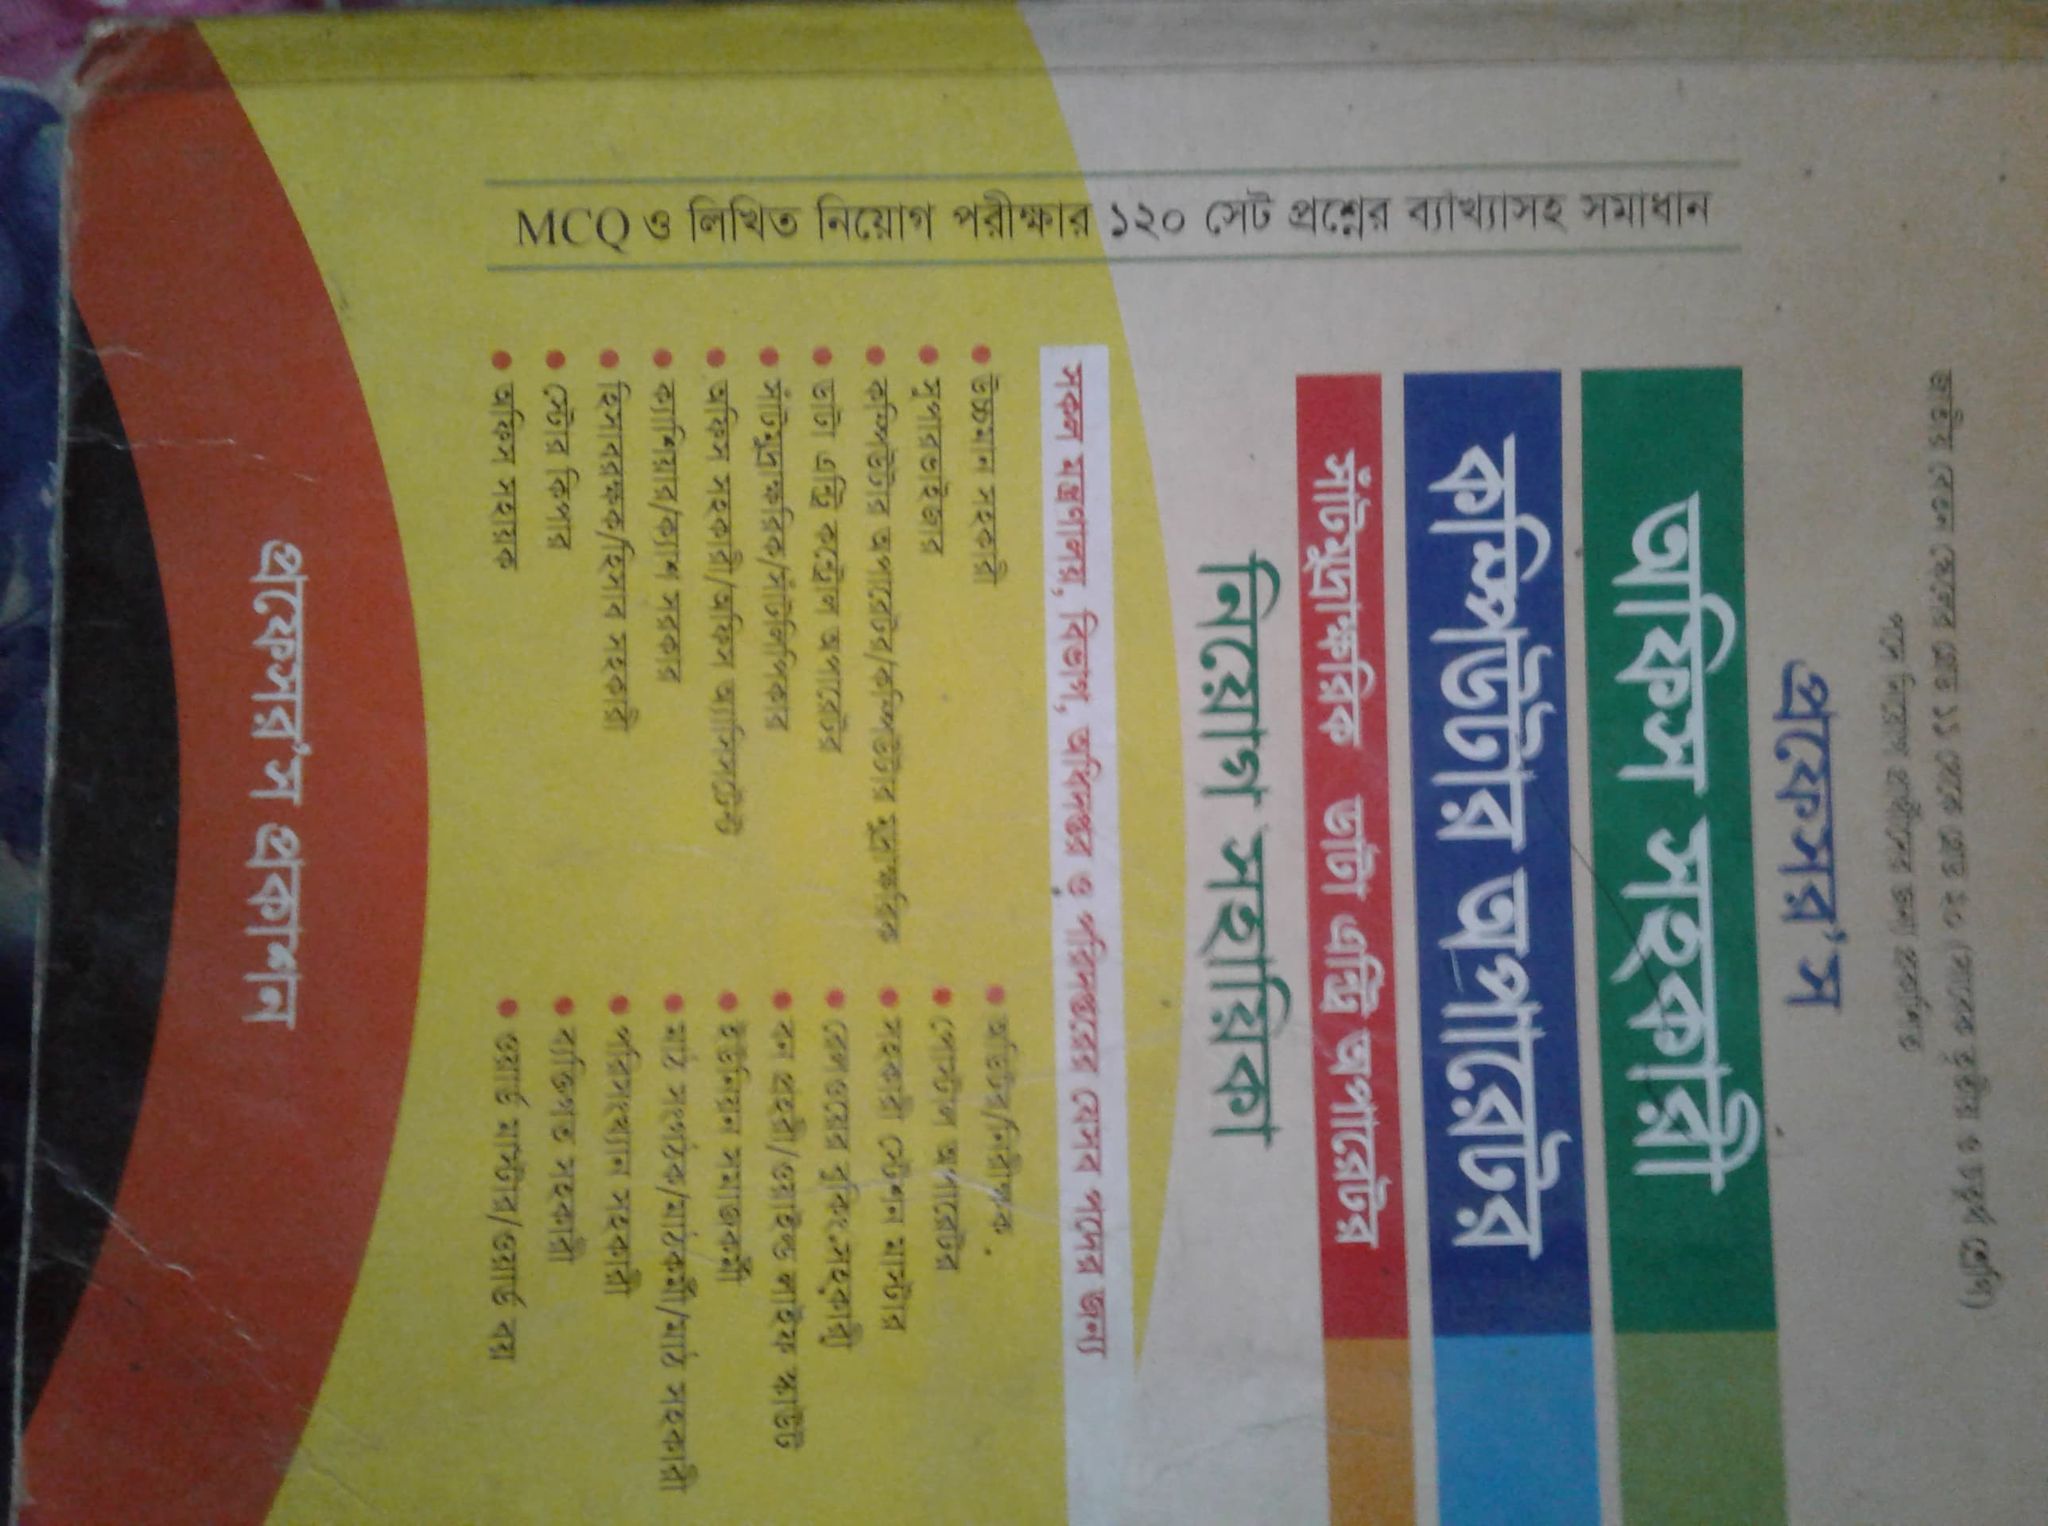 জাতীয় বেতন স্কেলের গ্রেড ১১ থেকে গ্রেড ২০ (সাবেক তৃতীয় ও চতুর্থ শ্রেণি)
পদে নিয়োগ প্রার্থীদের জন্য প্রকাশিত
প্রফেসর'স
অফিস সহকারী
কম্পিউটার অপারেটর
সাঁটমুদ্রাক্ষরিক ডাটা এন্ট্রি অপারেটর
নিয়োগ সহায়িকা
MCQ ও লিখিত নিয়োগ পরীক্ষার ১২০ সেট প্রশ্নের ব্যাখ্যাসহ সমাধান
সকল মন্ত্রণালয়, বিভাগ, অধিদপ্তর ও পরিদপ্তরের যেসব পদের জন্য
• উচ্চমান সহকারী
• সুপারভাইজার
• কম্পিউটার অপারেটর/কম্পিউটার মুদ্রাক্ষরিক
• ডাটা এন্ট্রি কন্ট্রোল অপারেটর
• সাঁটমুদ্রাক্ষরিক/সাঁটলিপিকার
• অফিস সহকারী/অফিস অ্যাসিসটেন্ট
• ক্যাশিয়ার/ক্যাশ সরকার
• হিসাবরক্ষক/হিসাব সহকারী
• স্টোর কিপার
• অফিস সহায়ক
• অডিটর/নিরীক্ষক
• পোস্টাল অপারেটর
• সহকারী স্টেশন মাস্টার
• রেলওয়ের বুকিং সহকারী
• বন প্রহরী/ওয়াইল্ড লাইফ স্কাউট
• ইউনিয়ন সমাজকর্মী
• মাঠ সংগঠক/মাঠকর্মী/মাঠ সহকারী
• পরিসংখ্যান সহকারী
• ব্যক্তিগত সহকারী
• ওয়ার্ড মাস্টার/ওয়ার্ড বয়
প্রফেসর'স প্রকাশন